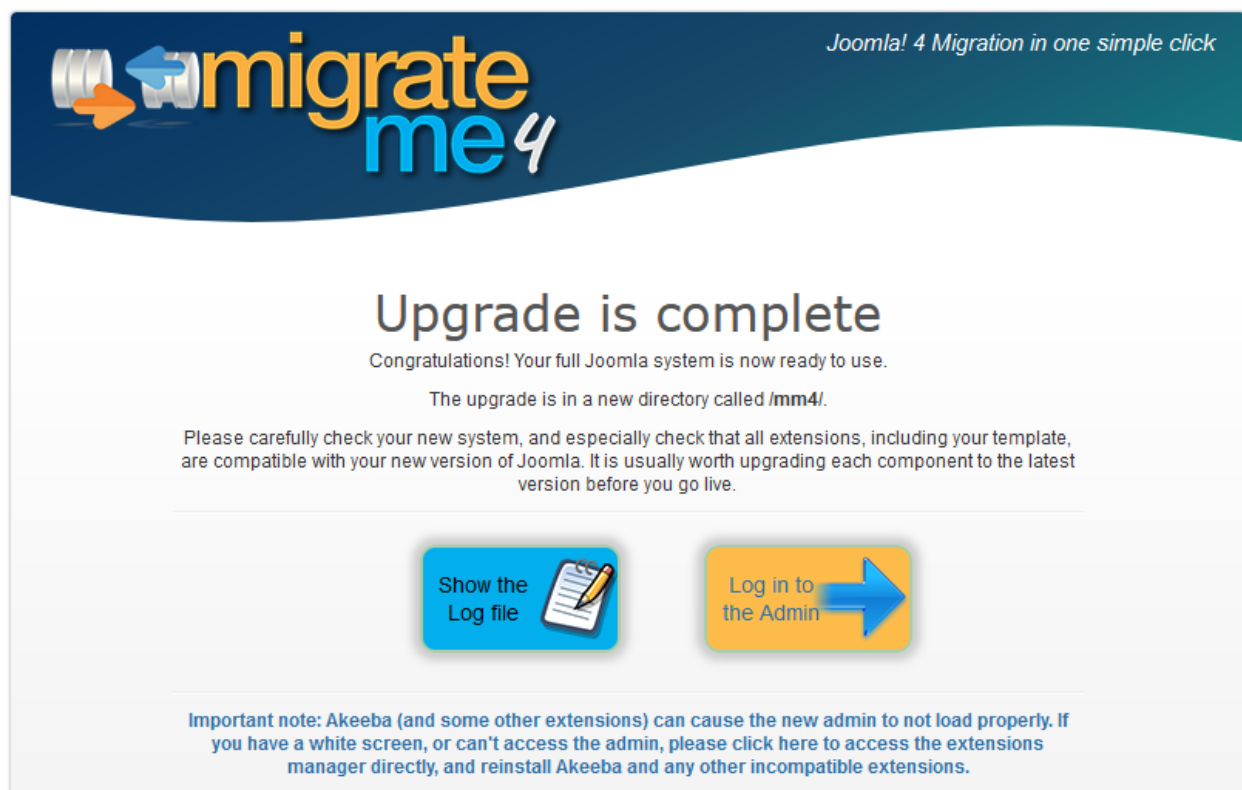 migrate
me4
Joomla! 4 Migration in one simple click
Upgrade is complete
Congratulations! Your full Joomla system is now ready to use.
The upgrade is in a new directory called /mm4/.
Please carefully check your new system, and especially check that all extensions, including your template,
are compatible with your new version of Joomla. It is usually worth upgrading each component to the latest
version before you go live.
Show the
Log file
Log in to
the Admin
Important note: Akeeba (and some other extensions) can cause the new admin to not load properly. If
you have a white screen, or can't access the admin, please click here to access the extensions
manager directly, and reinstall Akeeba and any other incompatible extensions.